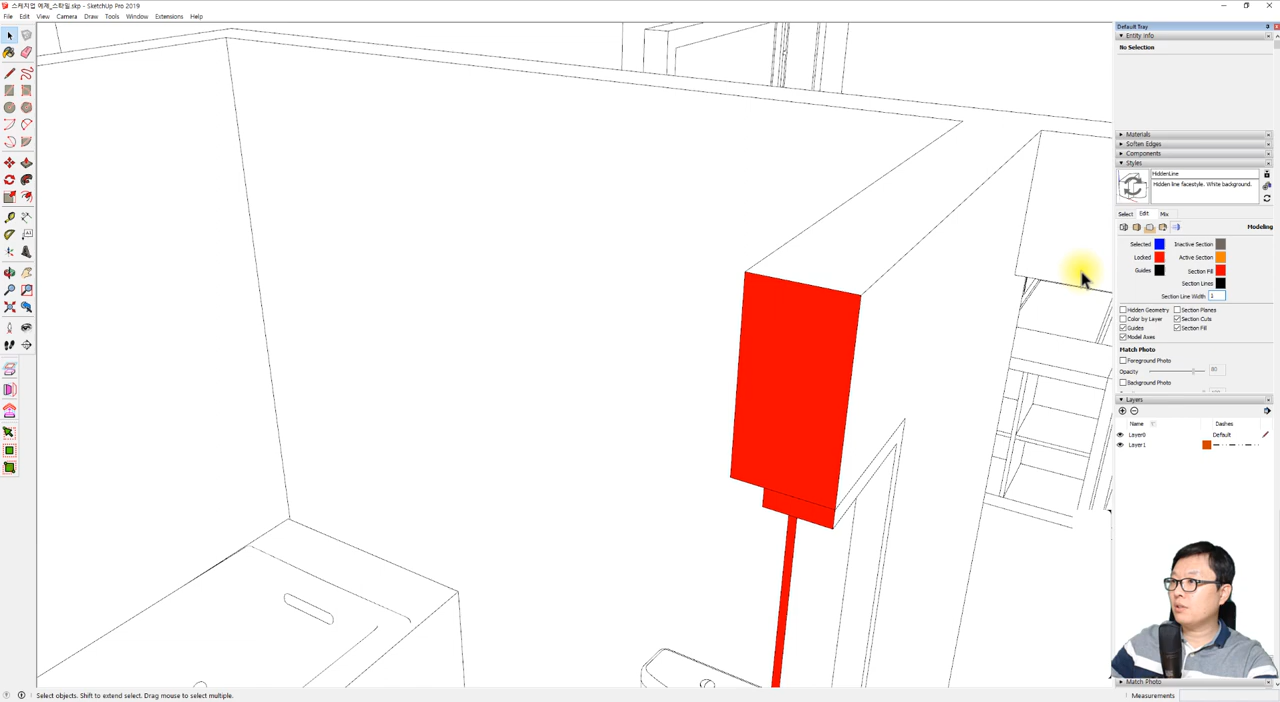 스케치업 예제_스타일.skp - SketchUp Pro 2019
File Edit View Camera Draw Tools Window Extensions Help
Default Tray
Entity Info
No Selection
Materials
Soften Edges
Components
Styles
HiddenLine
Hidden line facestyle. White background.
Select Edit Mix
Modeling
Selected Inactive Section
Locked Active Section
Guides Section Fill
Section Lines
Section Line Width 1
Hidden Geometry Section Planes
Color by Layer Section Cuts
Guides Section Fill
Model Axes
Match Photo
Foreground Photo
Opacity 80
Background Photo
Layers
Name Dashes
Layer0 Default
Layer1
Match Photo
Select objects. Shift to extend select. Drag mouse to select multiple.
Measurements